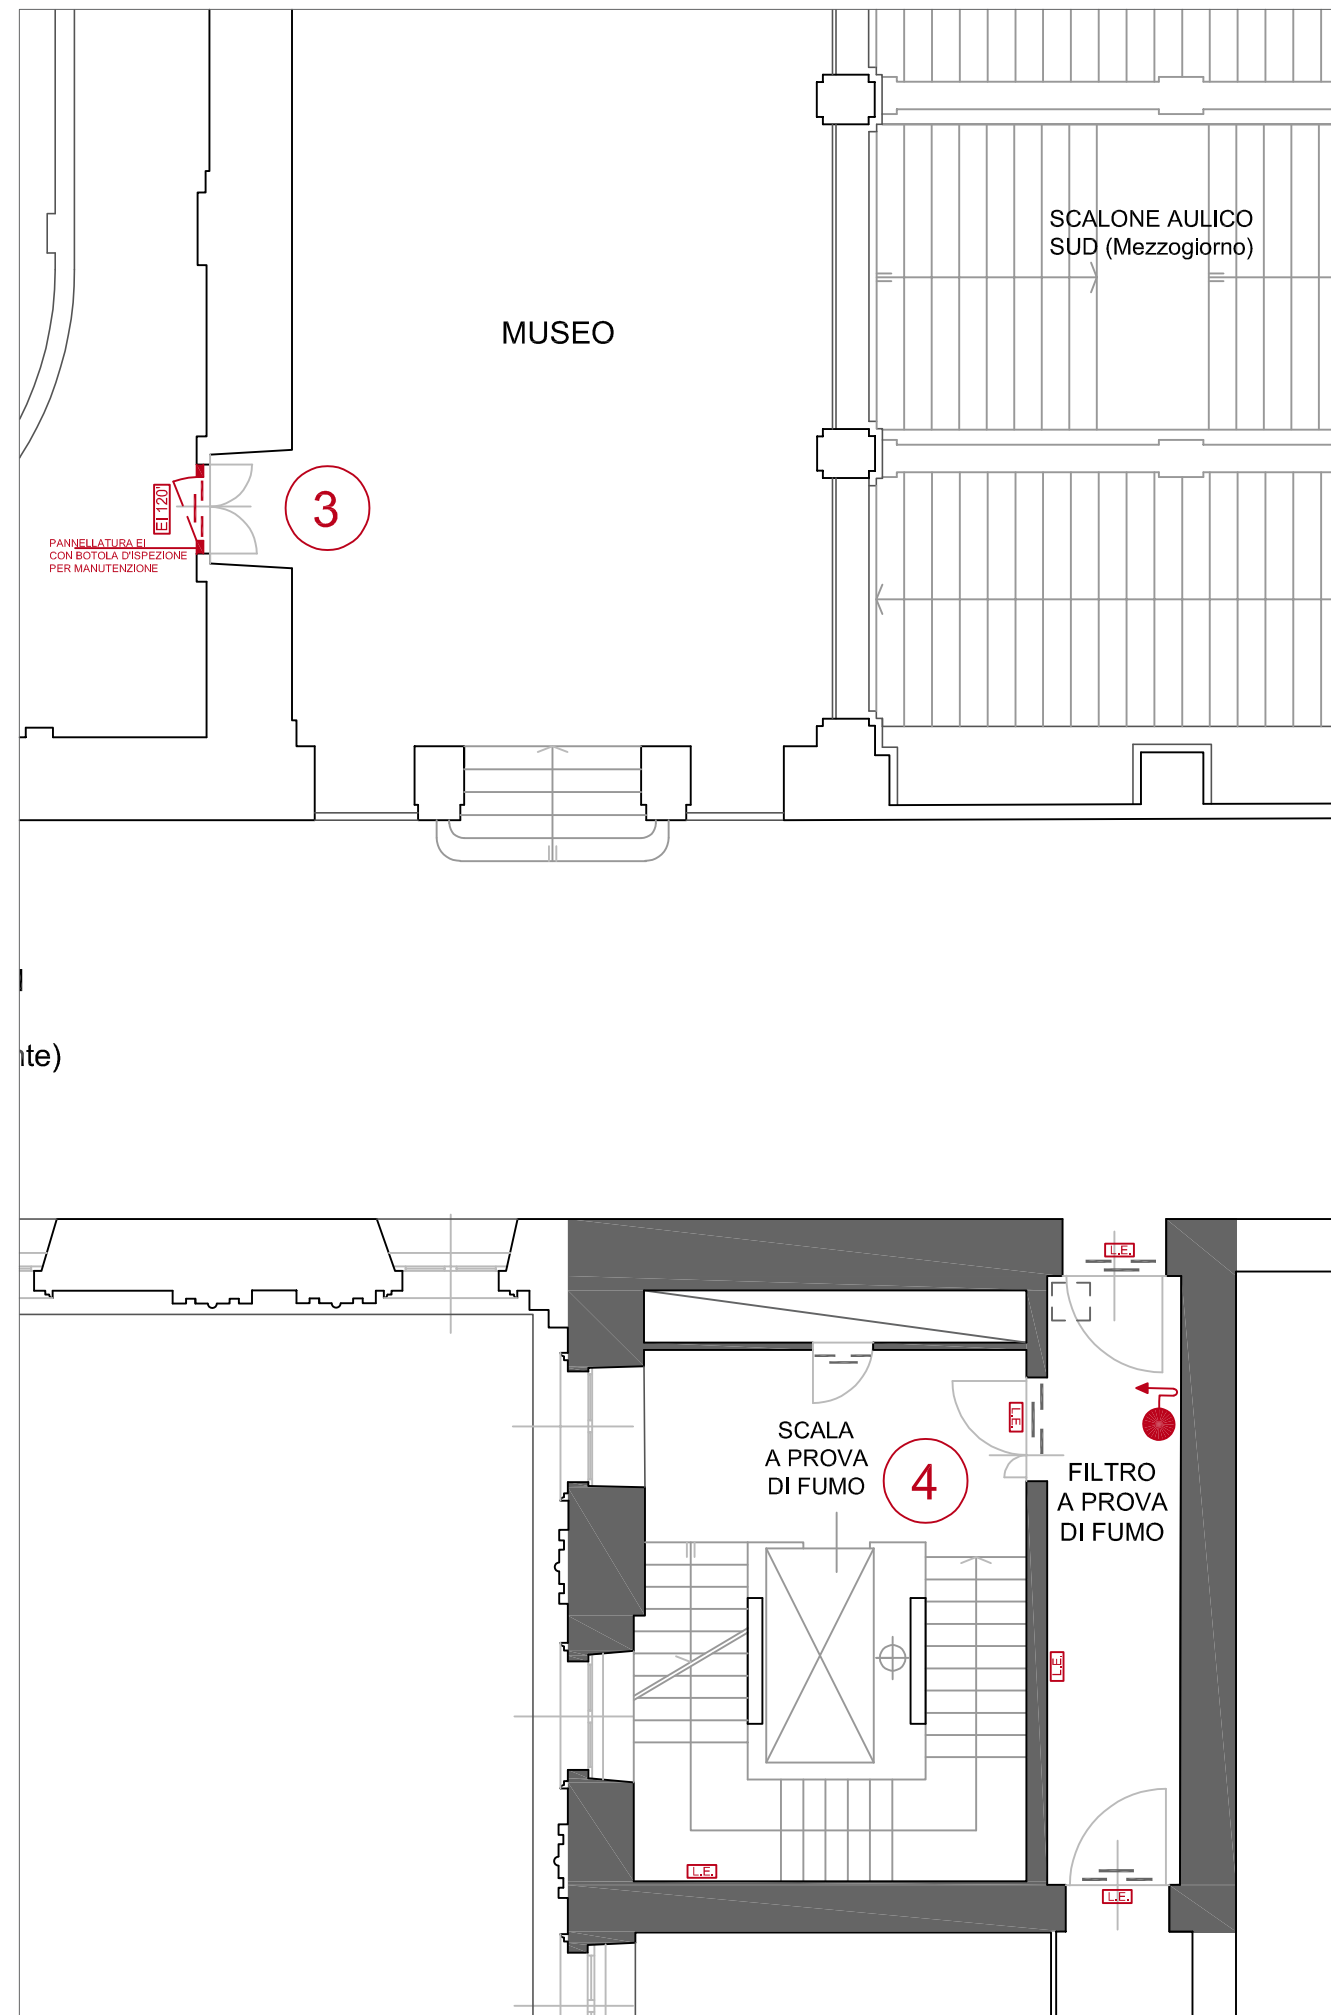 SCALONE AULICO
SUD (Mezzogiorno)
MUSEO
3
EI 120'
PANNELLATURA EI
CON BOTOLA D'ISPEZIONE
PER MANUTENZIONE
te)
L.E.
L.E.
SCALA
A PROVA
DI FUMO
4
FILTRO
A PROVA
DI FUMO
L.E.
L.E.
L.E.